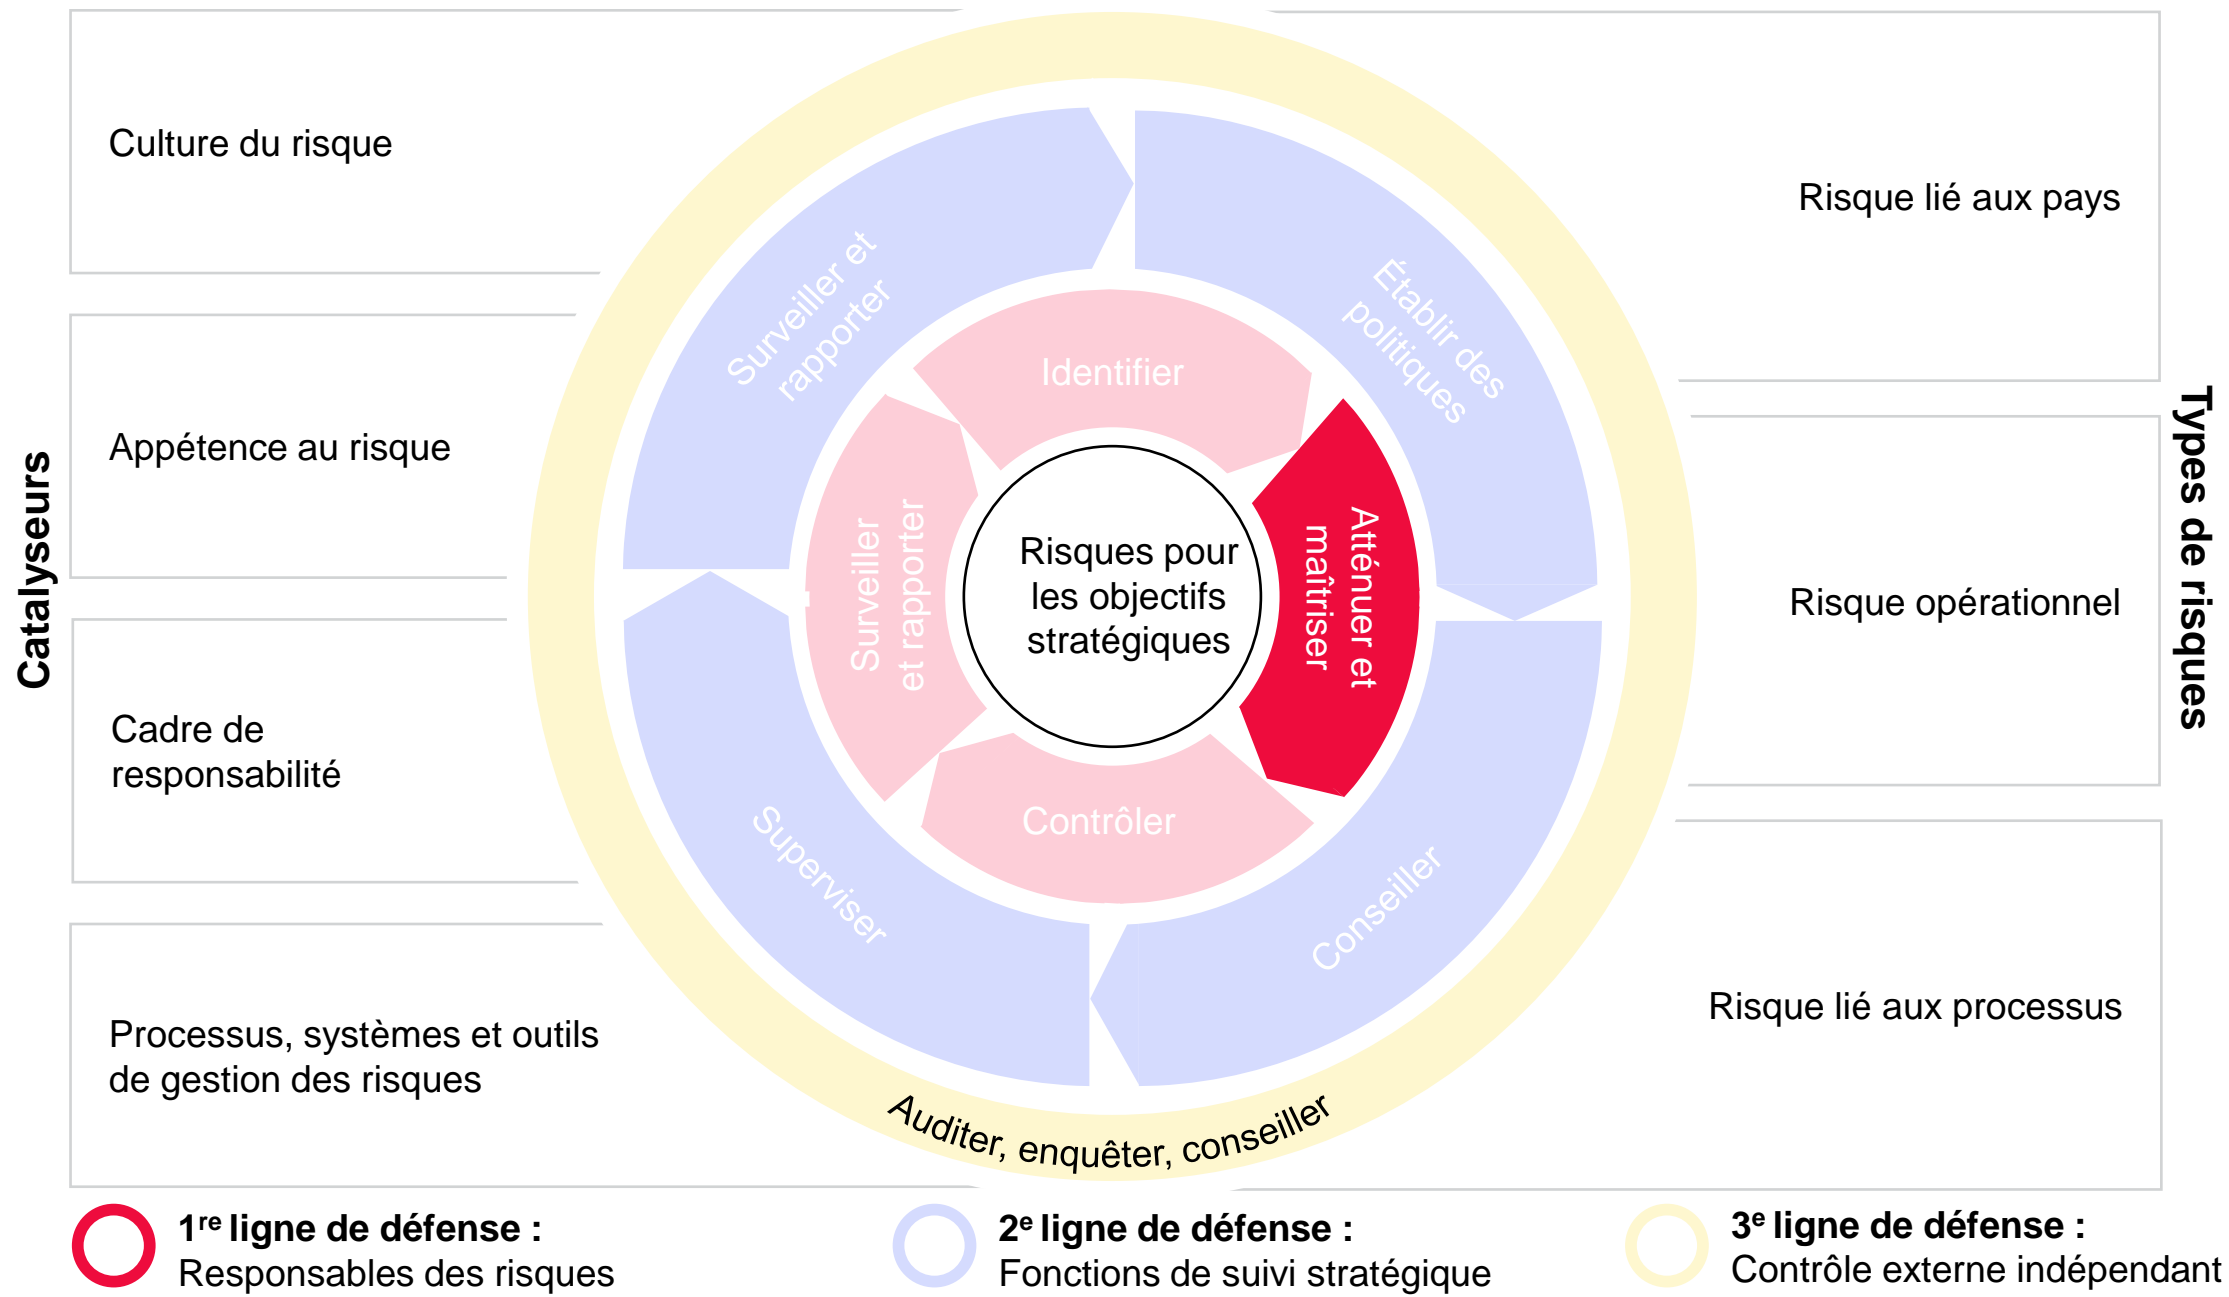 Catalyseurs
Culture du risque
Appétence au risque
Cadre de
responsabilité
Processus, systèmes et outils
de gestion des risques
Surveiller et
rapporter
Établir des
politiques
Conseiller
Superviser
Identifier
Atténuer et
maîtriser
Contrôler
Surveiller
et rapporter
Risques pour
les objectifs
stratégiques
Auditer, enquêter, conseiller
Types de risques
Risque lié aux pays
Risque opérationnel
Risque lié aux processus
1re ligne de défense :
Responsables des risques
2e ligne de défense :
Fonctions de suivi stratégique
3e ligne de défense :
Contrôle externe indépendant